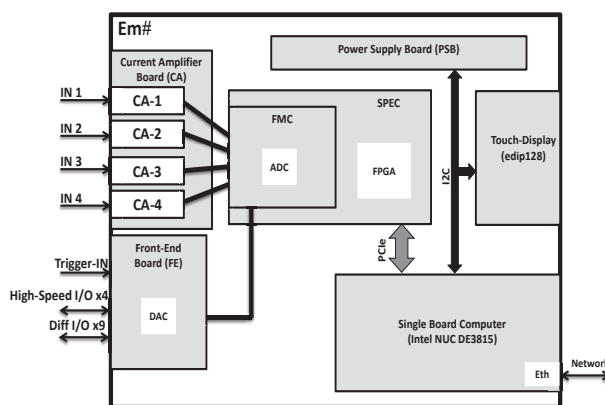 Em#
Power Supply Board (PSB)
Current Amplifier
Board (CA)
IN 1
CA-1
IN 2
CA-2
IN 3
CA-3
IN 4
CA-4
SPEC
FMC
ADC
FPGA
Touch-Display
(edip128)
I2C
PCIe
Front-End
Board (FE)
Trigger-IN
High-Speed I/O x4
Diff I/O x9
DAC
Single Board Computer
(Intel NUC DE3815)
Eth
Network